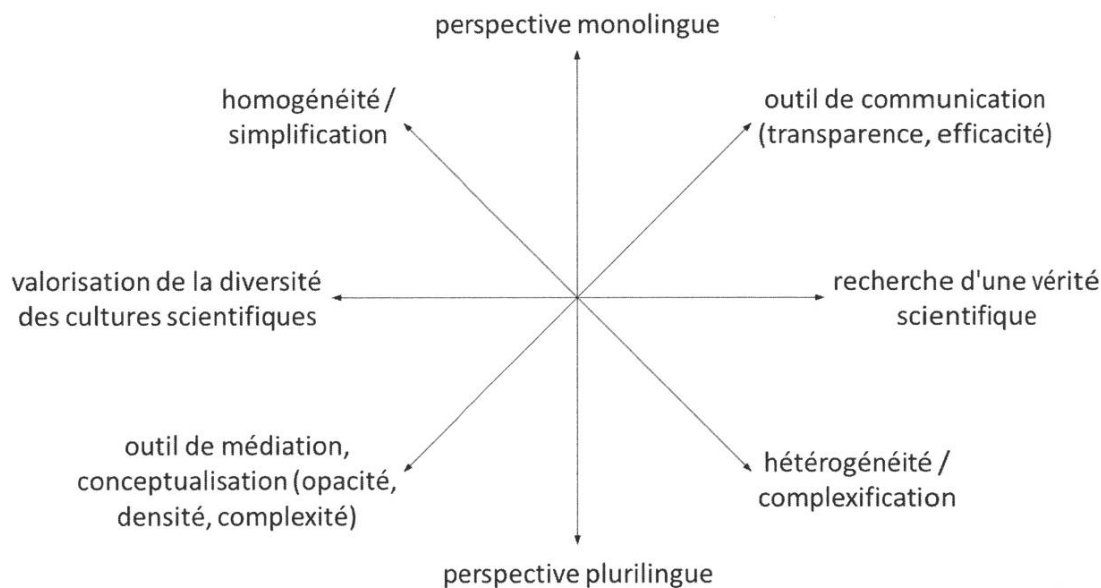 perspective monolingue
homogénéité /
simplification
outil de communication
(transparence, efficacité)
valorisation de la diversité
des cultures scientifiques
recherche d'une vérité
scientifique
outil de médiation,
conceptualisation (opacité,
densité, complexité)
hétérogénéité /
complexification
perspective plurilingue